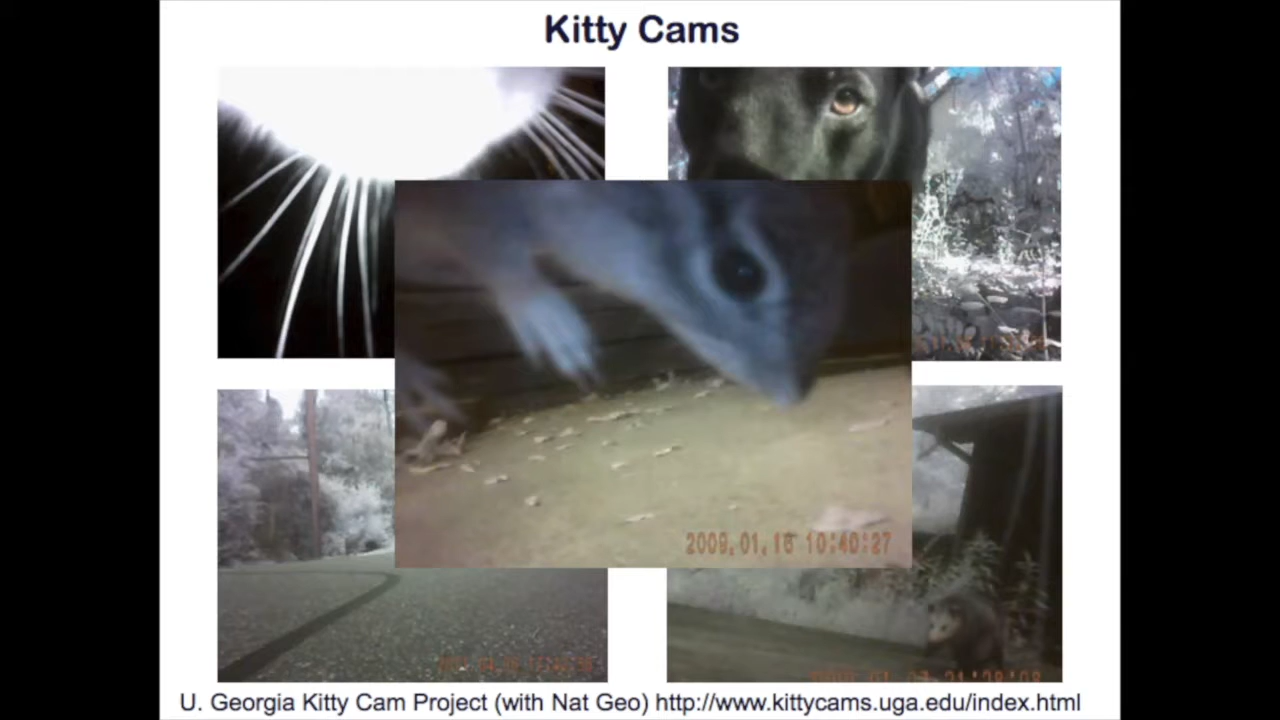 Kitty Cams
2009.01.16 10:40:27
U. Georgia Kitty Cam Project (with Nat Geo) http://www.kittycams.uga.edu/index.html